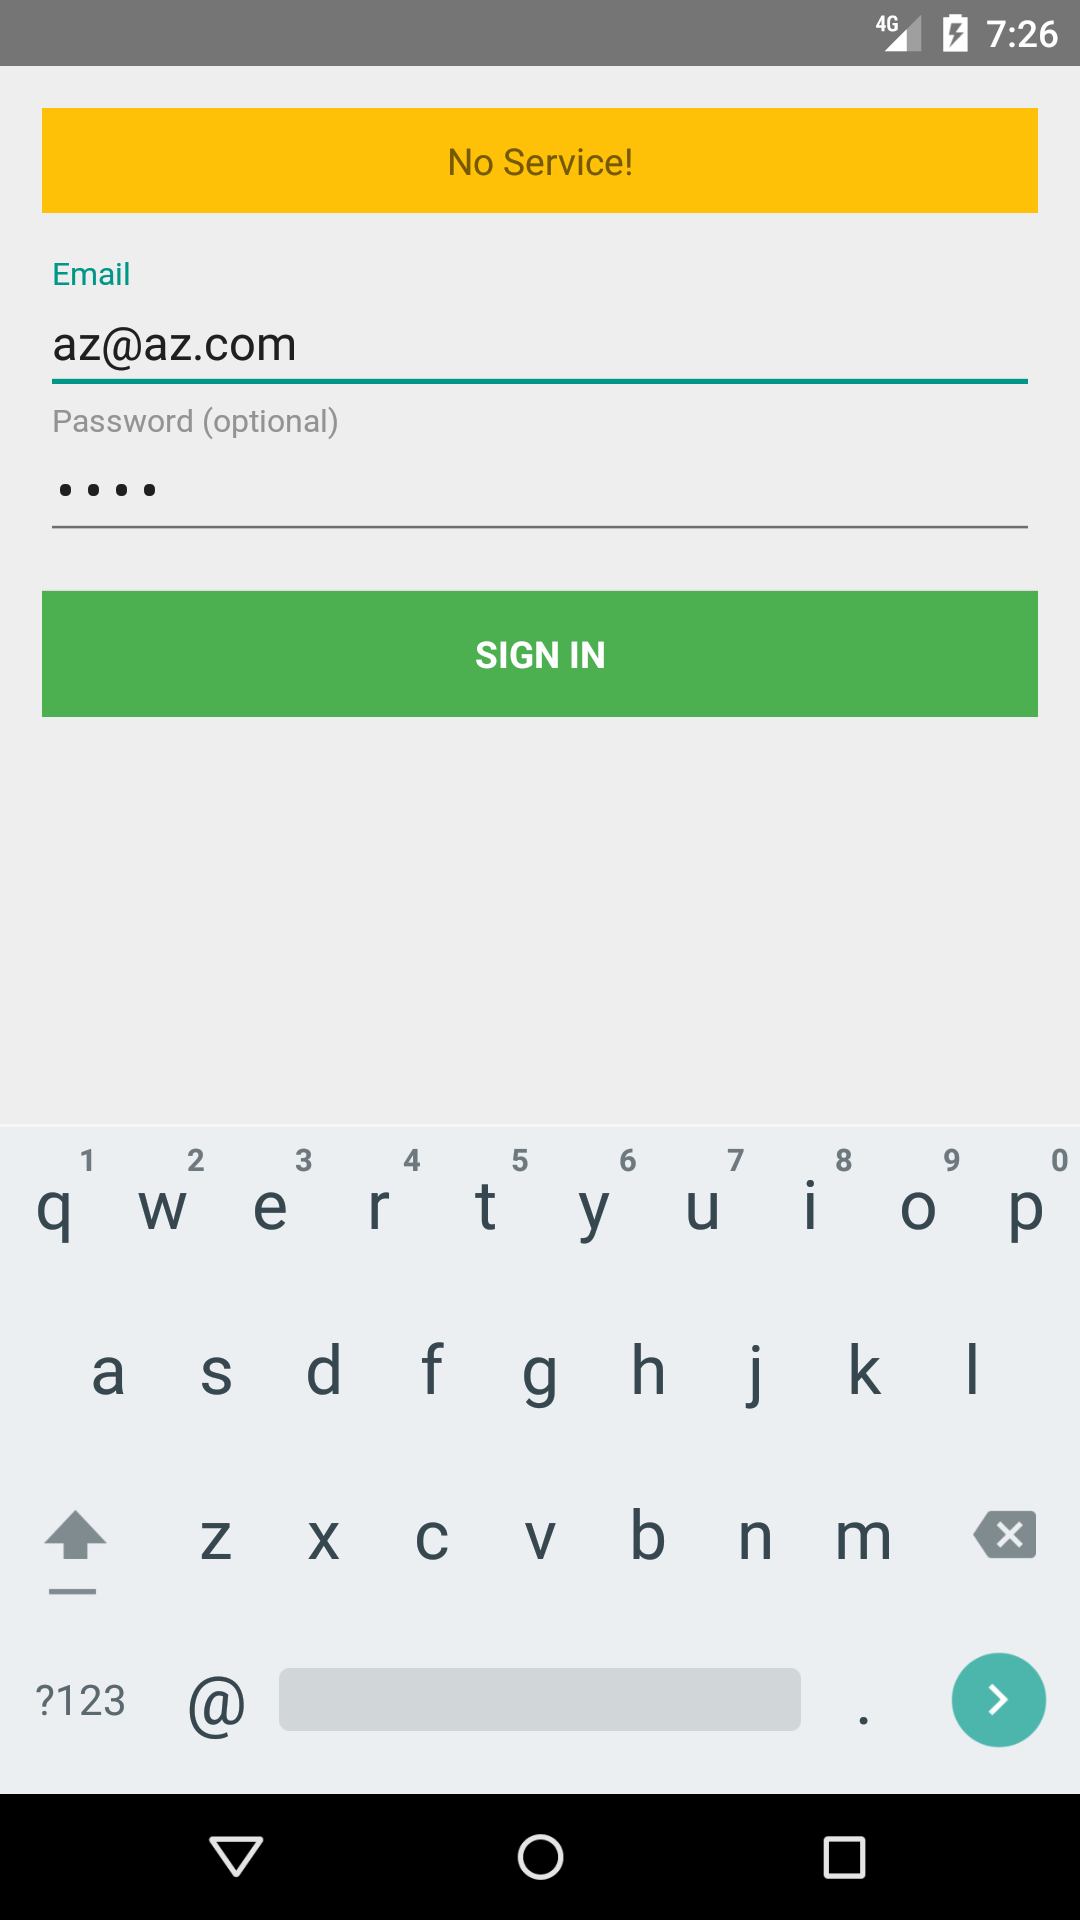 4G 7:26
No Service!
Email
az@az.com
Password (optional)
••••
SIGN IN
1 2 3 4 5 6 7 8 9 0
q w e r t y u i o p
a s d f g h j k l
z x c v b n m
?123 @ .